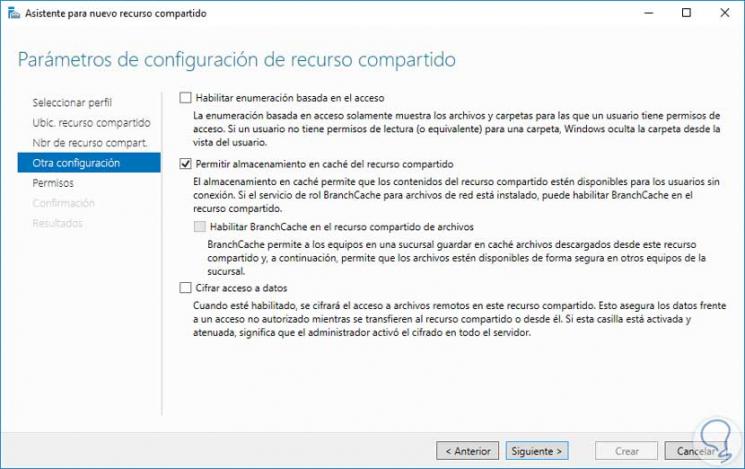 Asistente para nuevo recurso compartido
Parámetros de configuración de recurso compartido
Seleccionar perfil
Ubic. recurso compartido
Nbr de recurso compart.
Otra configuración
Permisos
Confirmación
Resultados
Habilitar enumeración basada en el acceso
La enumeración basada en acceso solamente muestra los archivos y carpetas para las que un usuario tiene permisos de
acceso. Si un usuario no tiene permisos de lectura (o equivalente) para una carpeta, Windows oculta la carpeta desde la
vista del usuario.
Permitir almacenamiento en caché del recurso compartido
El almacenamiento en caché permite que los contenidos del recurso compartido estén disponibles para los usuarios sin
conexión. Si el servicio de rol BranchCache para archivos de red está instalado, puede habilitar BranchCache en el
recurso compartido.
Habilitar BranchCache en el recurso compartido de archivos
BranchCache permite a los equipos en una sucursal guardar en caché archivos descargados desde este recurso
compartido y, a continuación, permite que los archivos estén disponibles de forma segura en otros equipos de la
sucursal.
Cifrar acceso a datos
Cuando esté habilitado, se cifrará el acceso a archivos remotos en este recurso compartido. Esto asegura los datos frente
a un acceso no autorizado mientras se transfieren al recurso compartido o desde él. Si esta casilla está activada y
atenuada, significa que el administrador activó el cifrado en todo el servidor.
< Anterior
Siguiente >
Crear
Cancelar